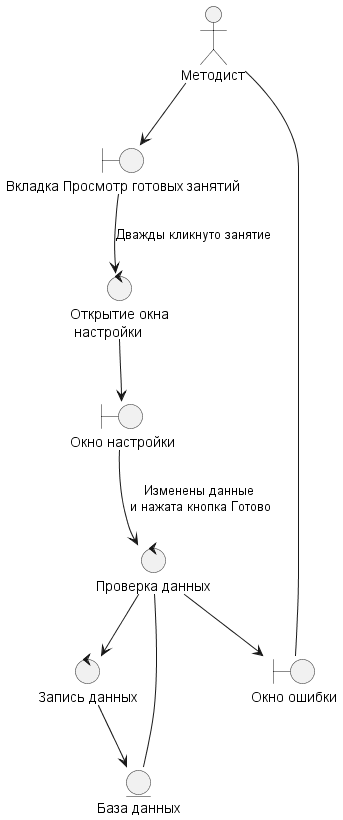 Методист
Вкладка Просмотр готовых занятий
Дважды кликнуто занятие
Открытие окна
настройки
Окно настройки
Изменены данные
и нажата кнопка Готово
Проверка данных
Запись данных
Окно ошибки
База данных